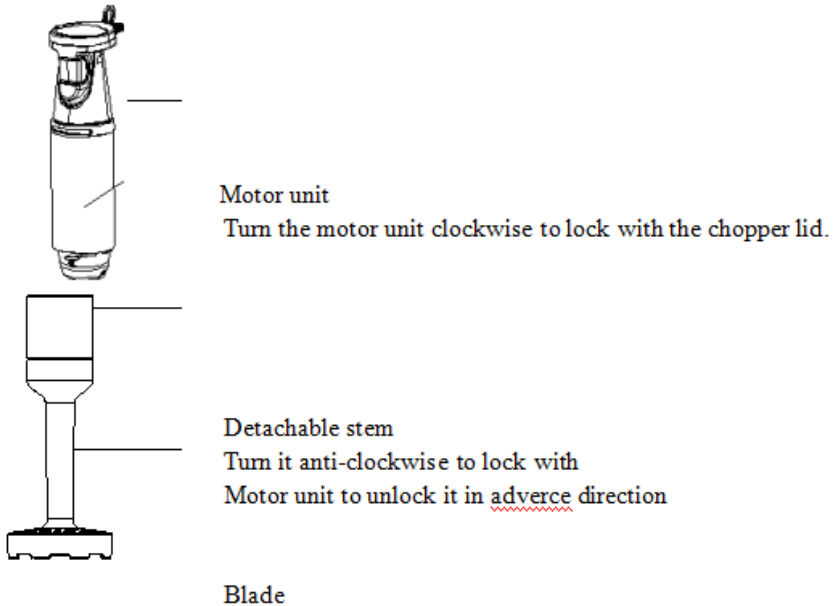 Motor unit
Turn the motor unit clockwise to lock with the chopper lid.
Detachable stem
Turn it anti-clockwise to lock with
Motor unit to unlock it in adverce direction
Blade